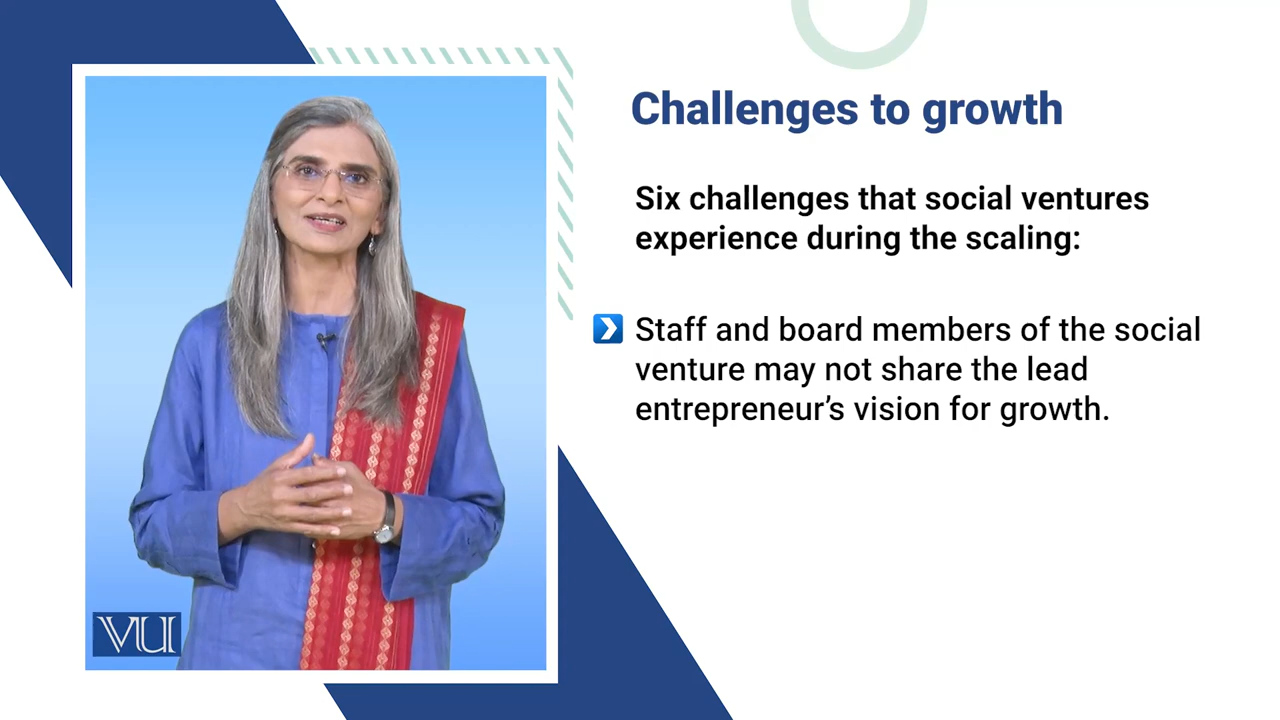 Challenges to growth
Six challenges that social ventures
experience during the scaling:
Staff and board members of the social
venture may not share the lead
entrepreneur's vision for growth.
VU